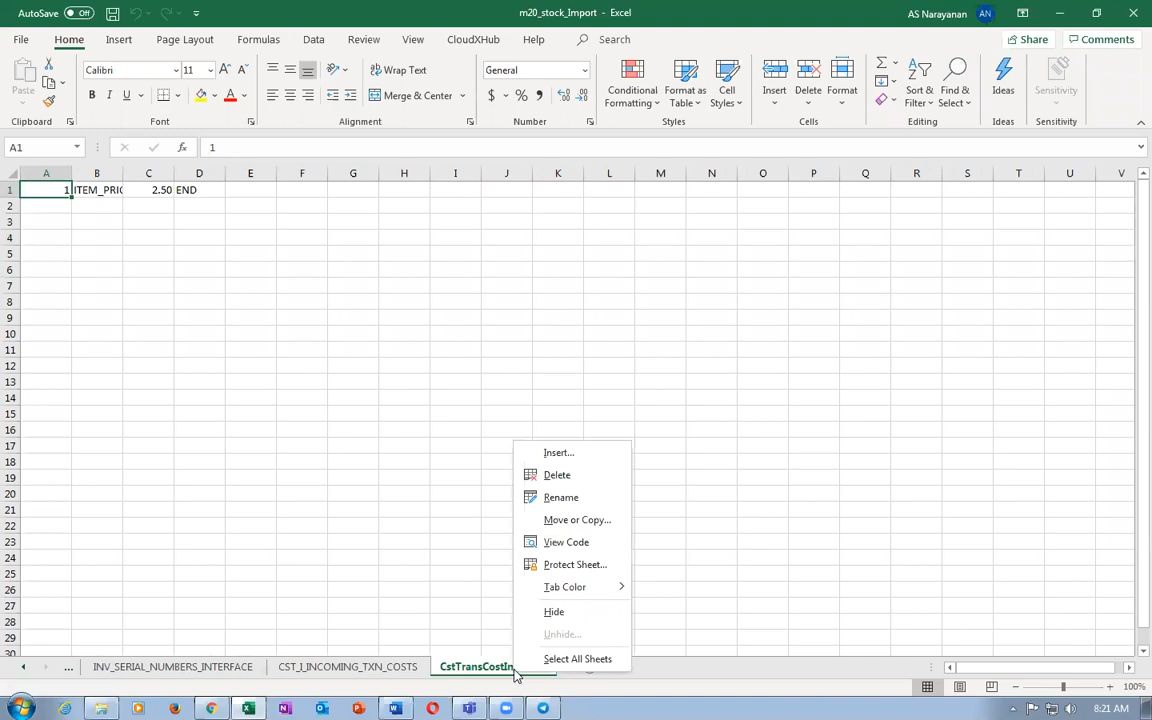 AutoSave Off m20_stock_Import - Excel AS Narayanan AN
File Home Insert Page Layout Formulas Data Review View CloudXHub Help Search Share Comments
Paste Calibri 11 Wrap Text General Conditional Formatting Format as Table Cell Styles Insert Delete Format Sort & Filter Find & Select Ideas Sensitivity
B I U A Merge & Center $ %
Clipboard Font Alignment Number Styles Cells Editing Ideas Sensitivity
A1 fx 1
A B C D E F G H I J K L M N O P Q R S T U V
1 1 ITEM_PRIC 2.50 END
2
3
4
5
6
7
8
9
10
11
12
13
14
15
16
17
18
19
20
21
22
23
24
25
26
27
28
29
30
Insert...
Delete
Rename
Move or Copy...
View Code
Protect Sheet...
Tab Color
Hide
Unhide...
Select All Sheets
... INV_SERIAL_NUMBERS_INTERFACE CST_I_INCOMING_TXN_COSTS CstTransCostIn
100%
8:21 AM